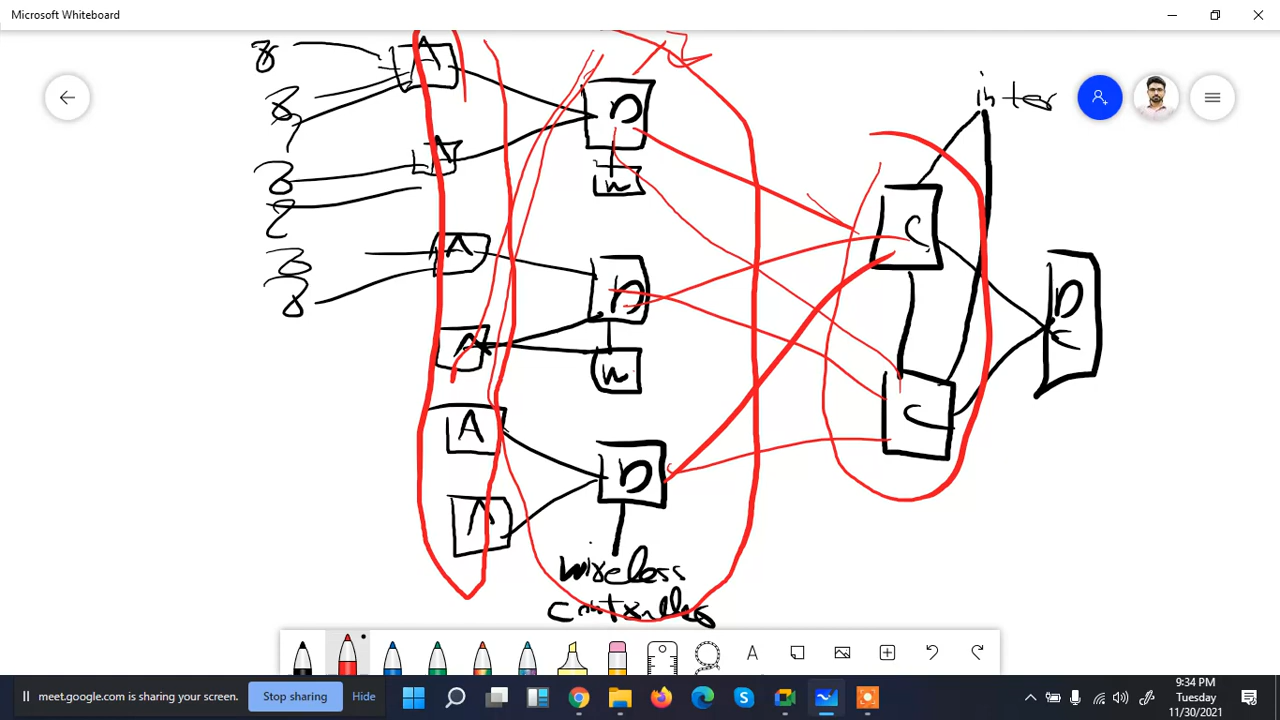 Microsoft Whiteboard
A
D
inter
A
w
C
A
D
D
C
A
w
C
A
D
A
wireless
controller
A
meet.google.com is sharing your screen.
Stop sharing
Hide
9:34 PM
Tuesday
11/30/2021